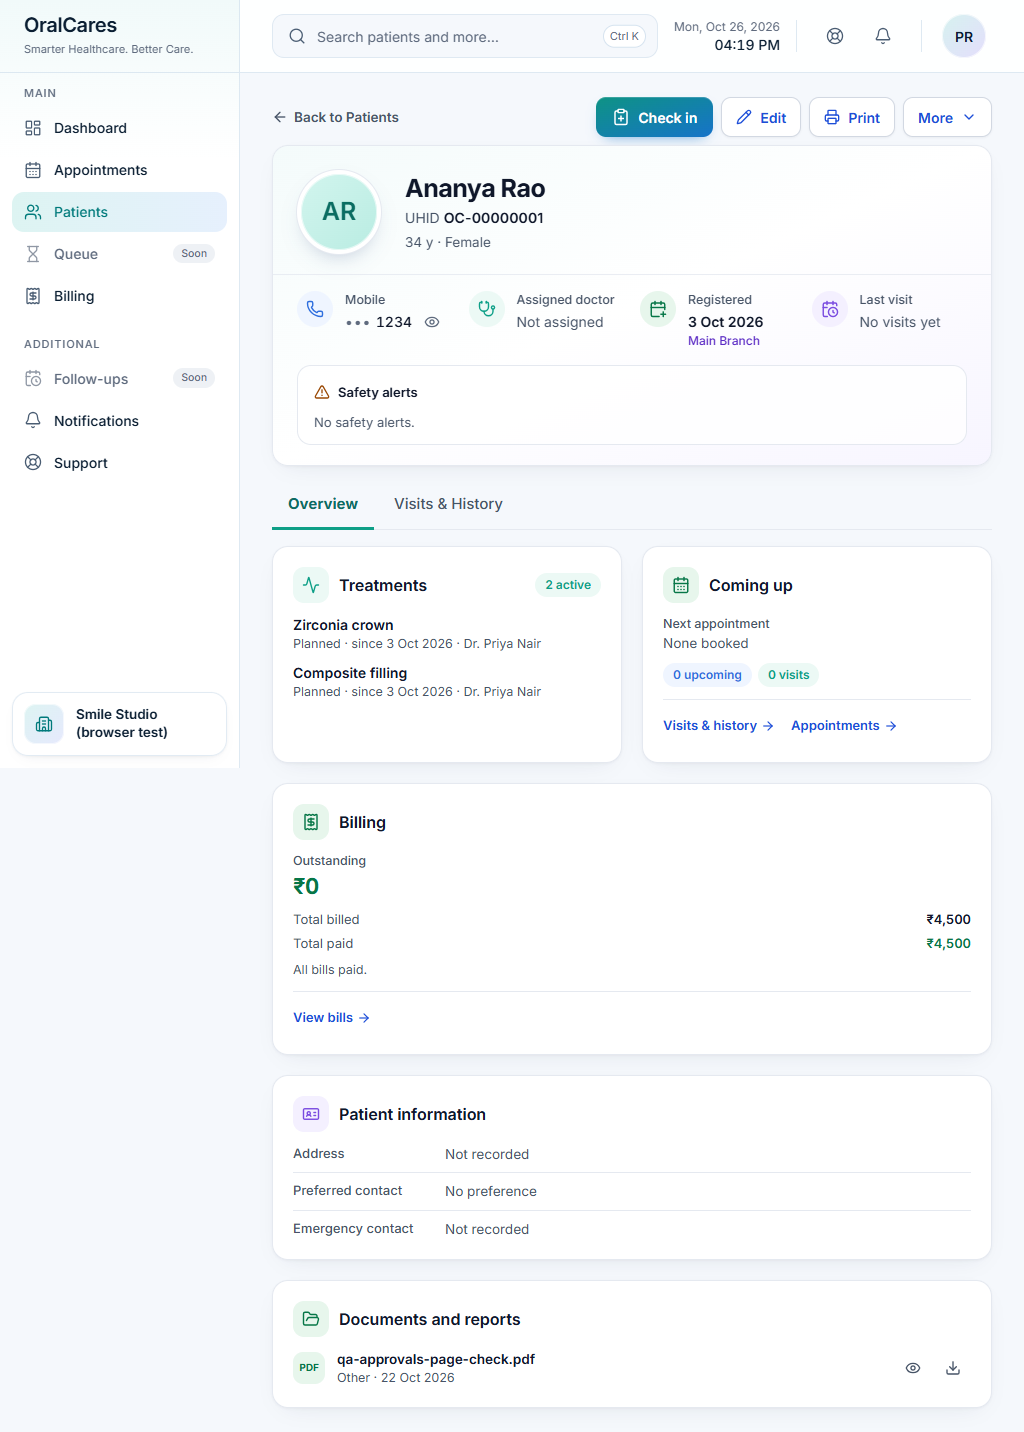 OralCares
Smarter Healthcare. Better Care.
Search patients and more...
Ctrl K
Mon, Oct 26, 2026
04:19 PM
PR
MAIN
Dashboard
Appointments
Patients
Queue
Soon
Billing
ADDITIONAL
Follow-ups
Soon
Notifications
Support
Smile Studio
(browser test)
Back to Patients
Check in
Edit
Print
More
AR
Ananya Rao
UHID OC-00000001
34 y · Female
Mobile
••• 1234
Assigned doctor
Not assigned
Registered
3 Oct 2026
Main Branch
Last visit
No visits yet
Safety alerts
No safety alerts.
Overview
Visits & History
Treatments
2 active
Zirconia crown
Planned · since 3 Oct 2026 · Dr. Priya Nair
Composite filling
Planned · since 3 Oct 2026 · Dr. Priya Nair
Coming up
Next appointment
None booked
0 upcoming
0 visits
Visits & history →
Appointments →
Billing
Outstanding
₹0
Total billed
₹4,500
Total paid
₹4,500
All bills paid.
View bills →
Patient information
Address
Not recorded
Preferred contact
No preference
Emergency contact
Not recorded
Documents and reports
PDF
qa-approvals-page-check.pdf
Other · 22 Oct 2026